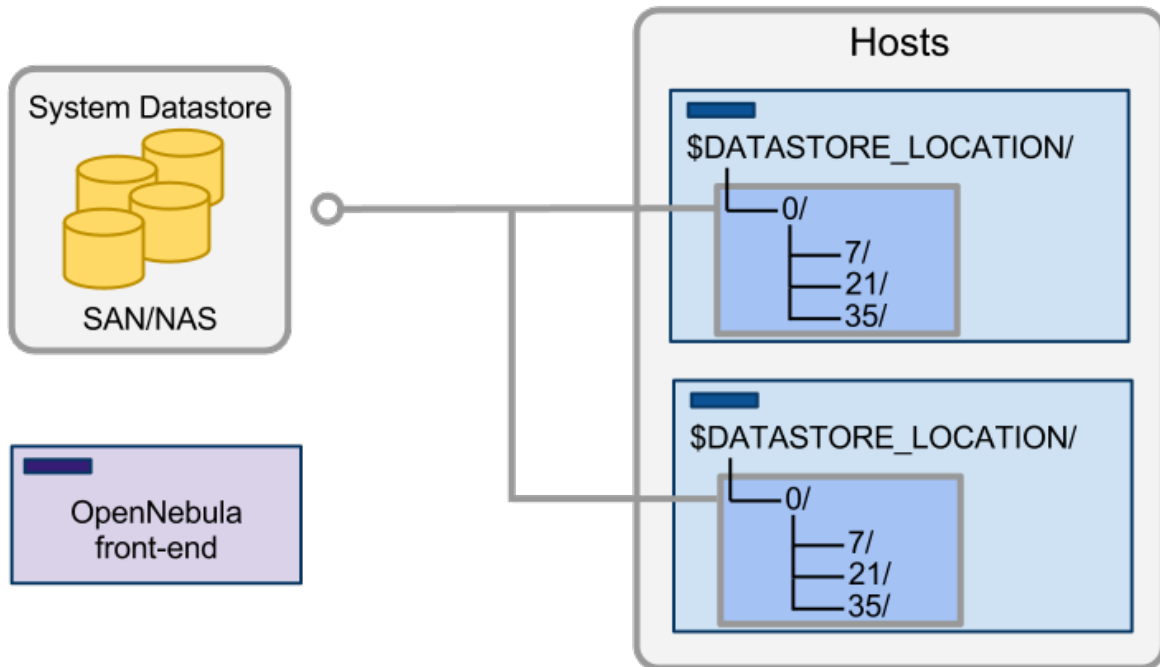 System Datastore
SAN/NAS
OpenNebula
front-end
Hosts
$DATASTORE_LOCATION/
0/
7/
21/
35/
$DATASTORE_LOCATION/
0/
7/
21/
35/